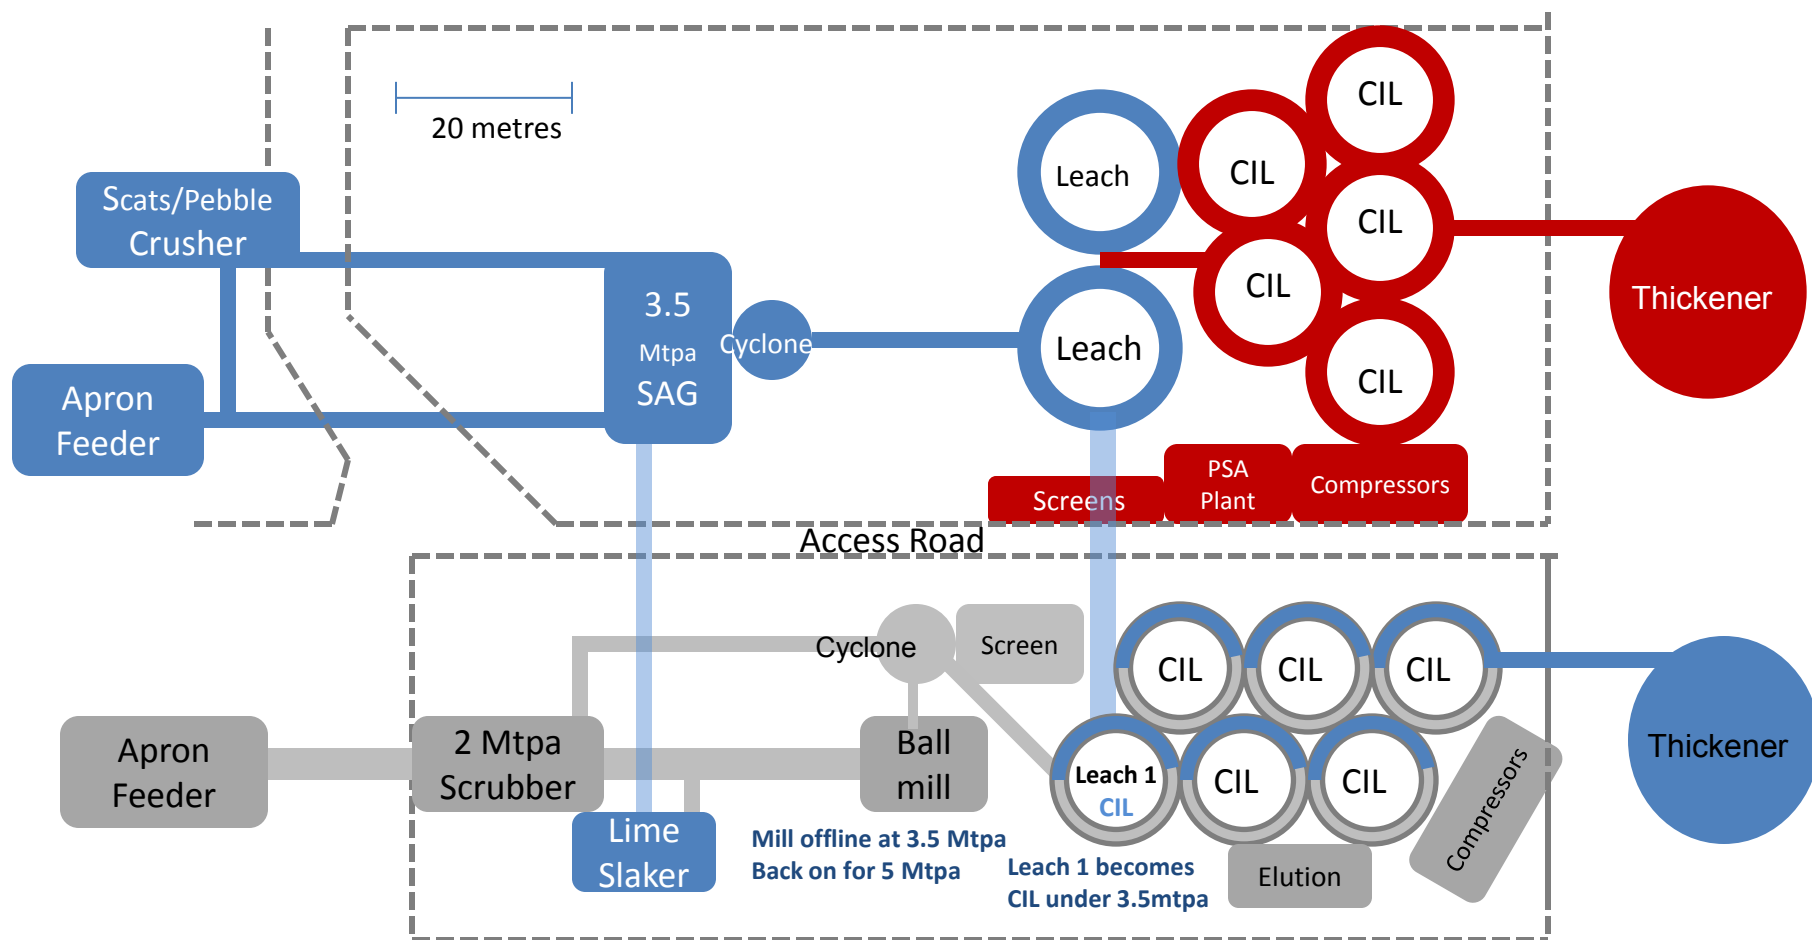 20 metres
Scats/Pebble
Crusher
Apron
Feeder
3.5
Mtpa
SAG
Cyclone
Leach
Leach
CIL
CIL
CIL
CIL
CIL
Thickener
Screens
PSA
Plant
Compressors
Access Road
Apron
Feeder
2 Mtpa
Scrubber
Cyclone
Screen
Ball
mill
Lime
Slaker
Mill offline at 3.5 Mtpa
Back on for 5 Mtpa
CIL
CIL
CIL
Leach 1
CIL
CIL
CIL
Leach 1 becomes
CIL under 3.5mtpa
Elution
Compressors
Thickener